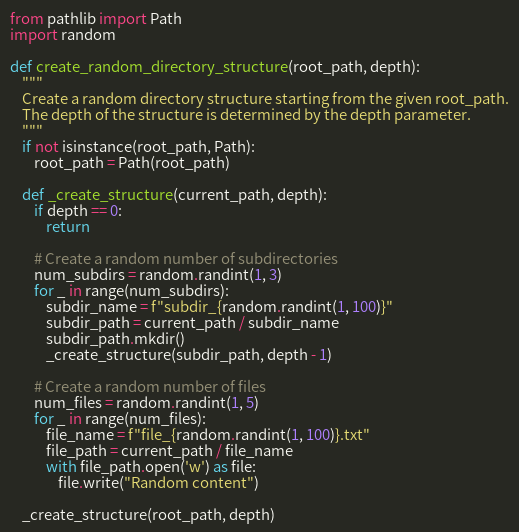 from pathlib import Path
import random

def create_random_directory_structure(root_path, depth):
    """
    Create a random directory structure starting from the given root_path.
    The depth of the structure is determined by the depth parameter.
    """
    if not isinstance(root_path, Path):
        root_path = Path(root_path)

    def _create_structure(current_path, depth):
        if depth == 0:
            return

        # Create a random number of subdirectories
        num_subdirs = random.randint(1, 3)
        for _ in range(num_subdirs):
            subdir_name = f"subdir_{random.randint(1, 100)}"
            subdir_path = current_path / subdir_name
            subdir_path.mkdir()
            _create_structure(subdir_path, depth - 1)

        # Create a random number of files
        num_files = random.randint(1, 5)
        for _ in range(num_files):
            file_name = f"file_{random.randint(1, 100)}.txt"
            file_path = current_path / file_name
            with file_path.open('w') as file:
                file.write("Random content")

    _create_structure(root_path, depth)